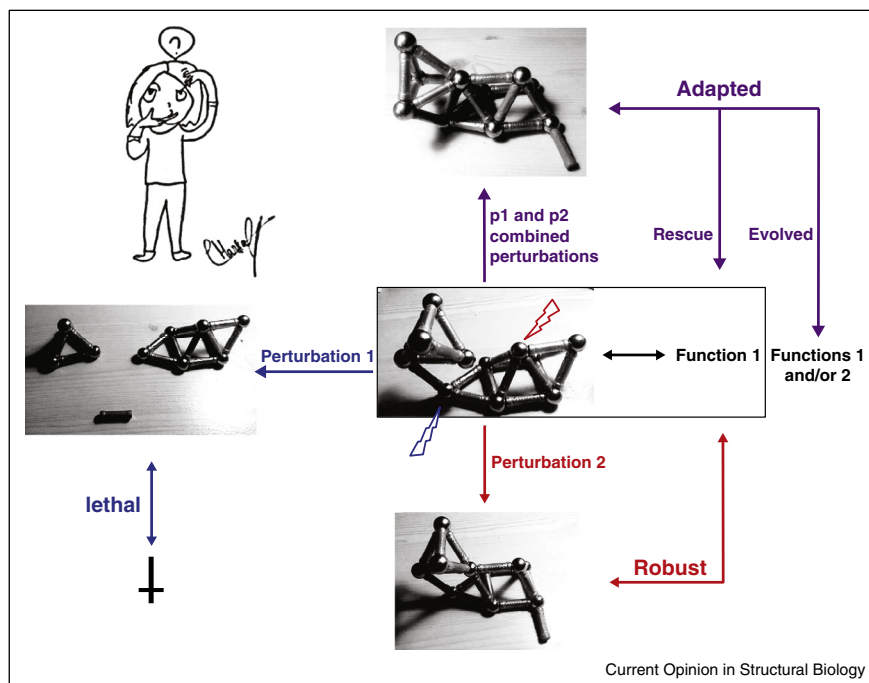 ?
Adapted
p1 and p2
combined
perturbations
Rescue
Evolved
Perturbation 1
Function 1
Functions 1
and/or 2
Perturbation 2
lethal
Robust
Current Opinion in Structural Biology